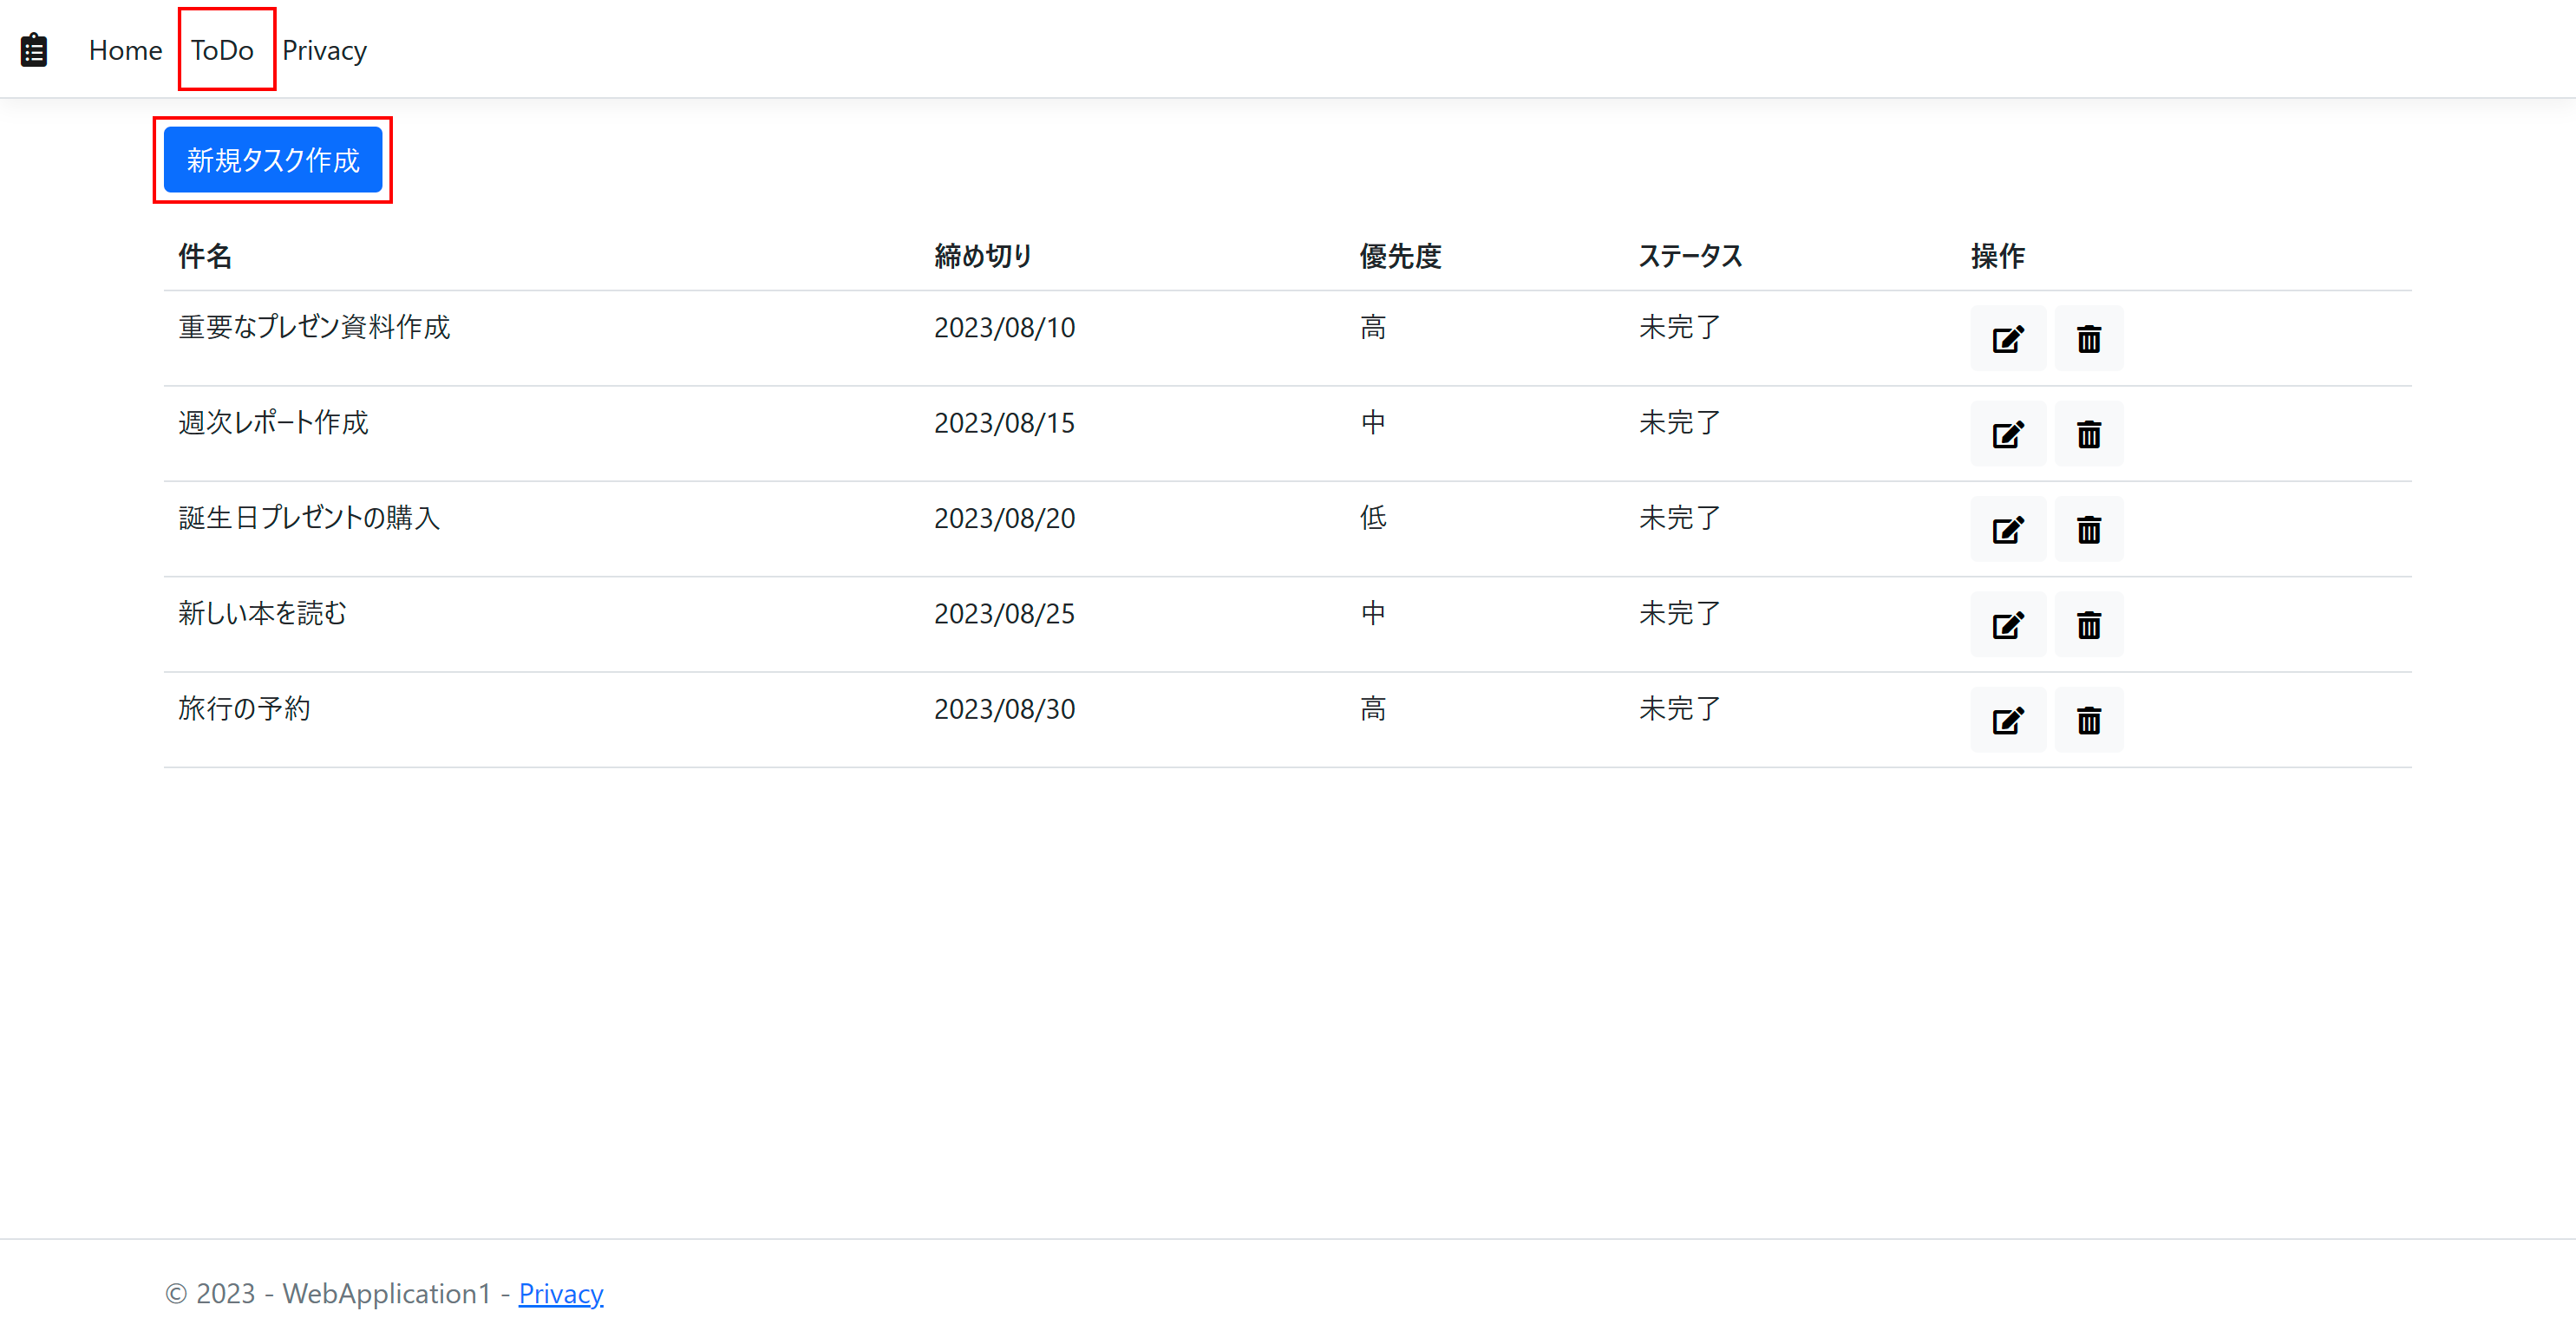 Home ToDo Privacy
新規タスク作成
件名 締め切り 優先度 ステータス 操作
重要なプレゼン資料作成 2023/08/10 高 未完了
週次レポート作成 2023/08/15 中 未完了
誕生日プレゼントの購入 2023/08/20 低 未完了
新しい本を読む 2023/08/25 中 未完了
旅行の予約 2023/08/30 高 未完了
© 2023 - WebApplication1 - Privacy